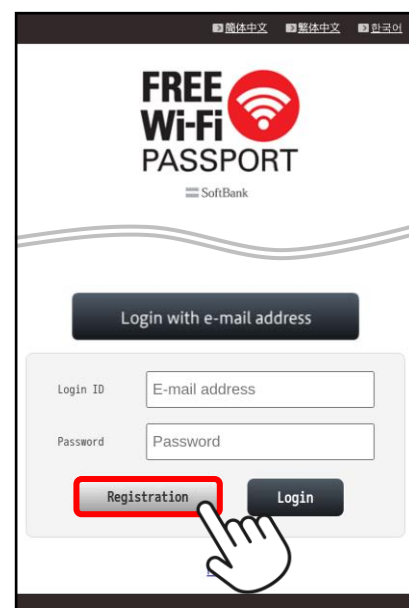 簡体中文 繁体中文 한국어
FREE
Wi-Fi
PASSPORT
SoftBank
Login with e-mail address
Login ID E-mail address
Password Password
Registration Login